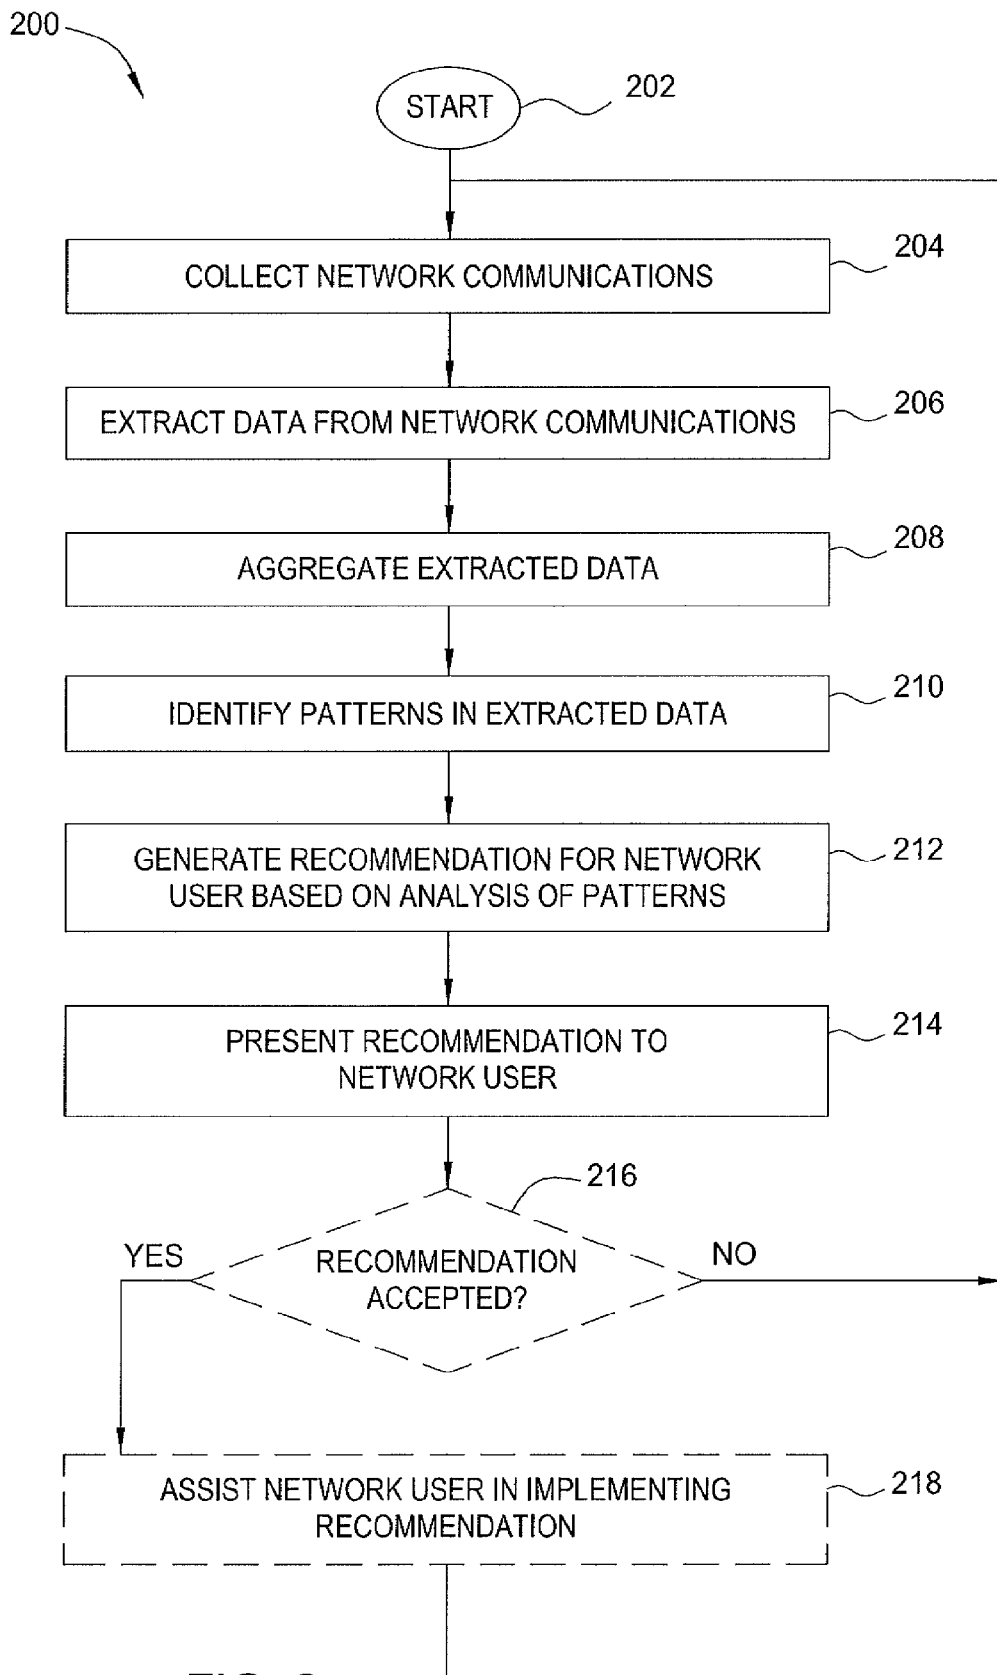 200
START
202
COLLECT NETWORK COMMUNICATIONS
204
EXTRACT DATA FROM NETWORK COMMUNICATIONS
206
AGGREGATE EXTRACTED DATA
208
IDENTIFY PATTERNS IN EXTRACTED DATA
210
GENERATE RECOMMENDATION FOR NETWORK
USER BASED ON ANALYSIS OF PATTERNS
212
PRESENT RECOMMENDATION TO
NETWORK USER
214
216
YES
RECOMMENDATION
ACCEPTED?
NO
ASSIST NETWORK USER IN IMPLEMENTING
RECOMMENDATION
218